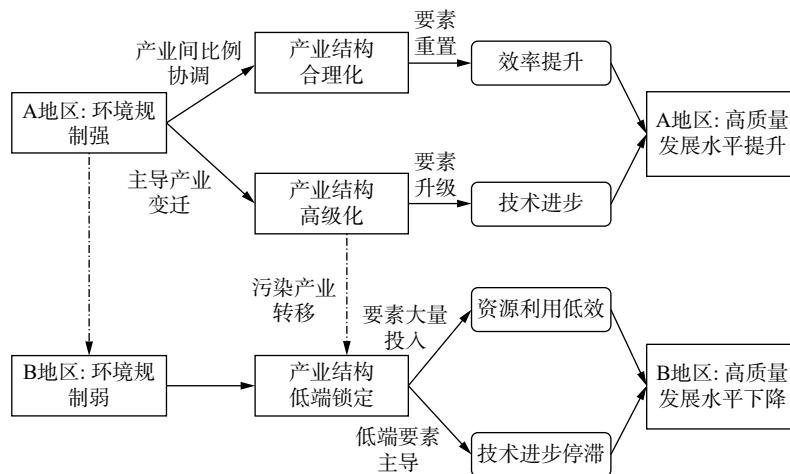 产业间比例
协调
产业结构
合理化
要素
重置
效率提升
A地区: 环境规
制强
A地区: 高质量
发展水平提升
主导产业
变迁
产业结构
高级化
要素
升级
技术进步
污染产业
转移
要素大量
投入
资源利用低效
B地区: 环境规
制弱
产业结构
低端锁定
B地区: 高质量
发展水平下降
低端要素
主导
技术进步停滞